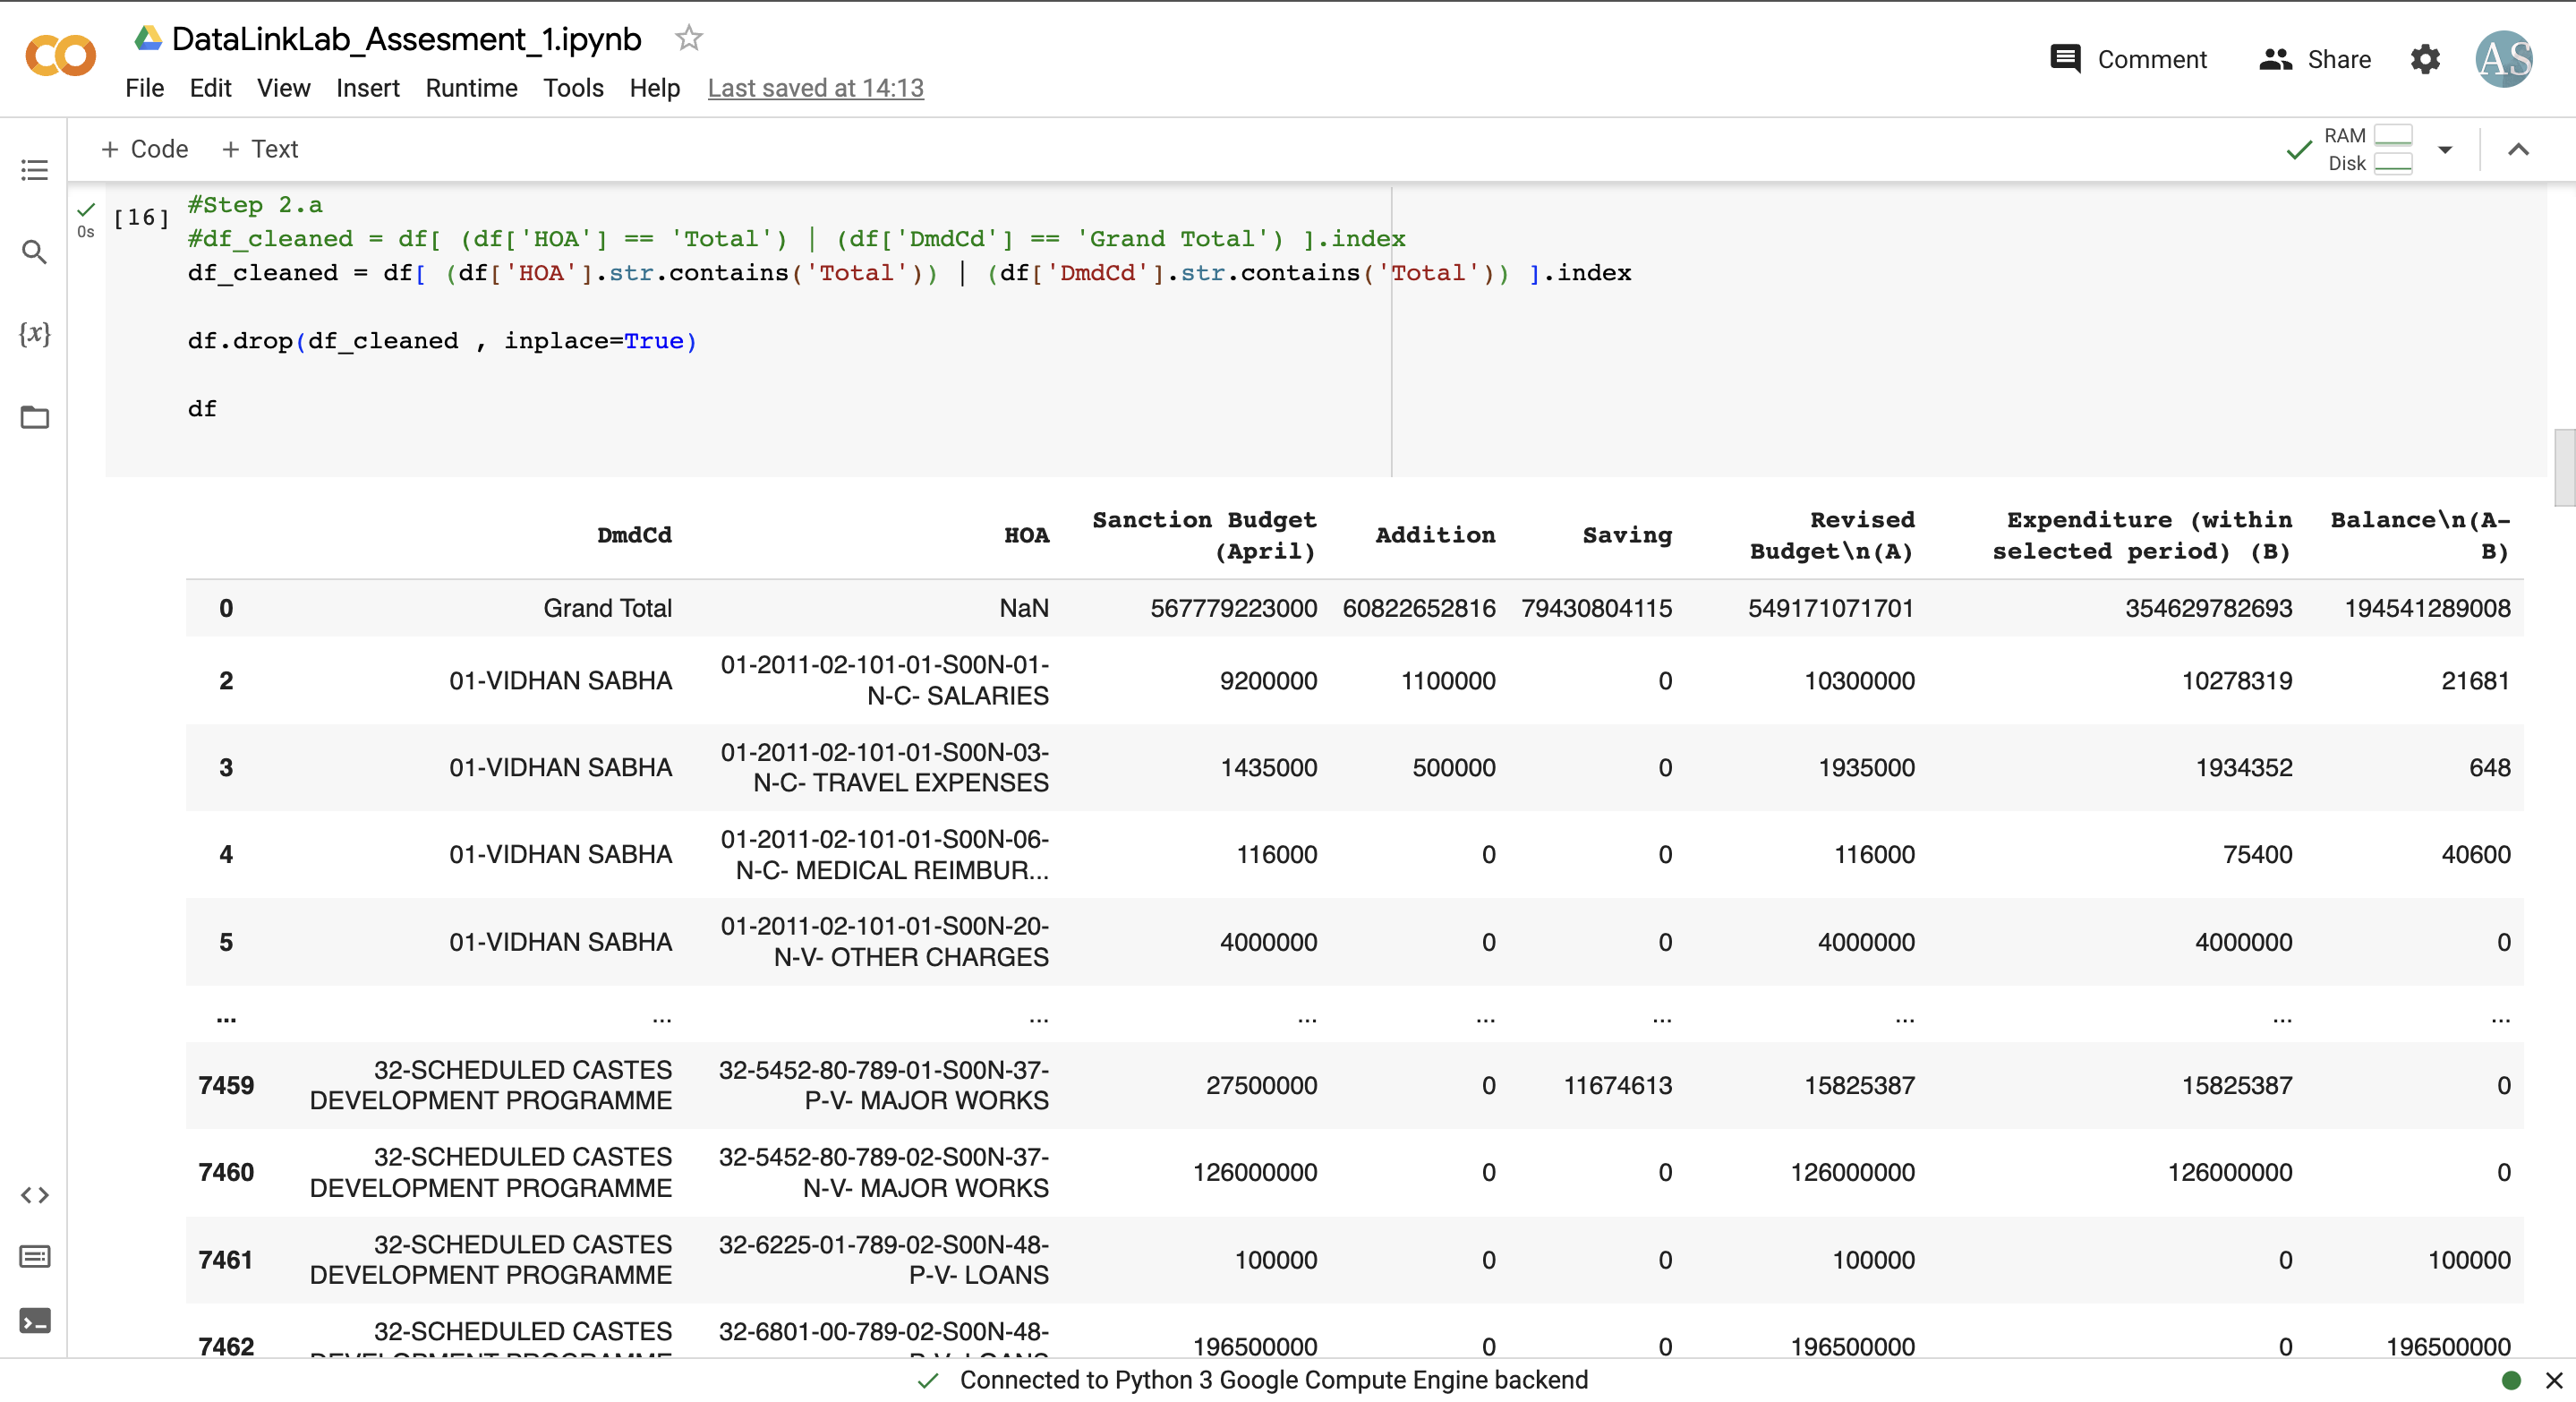 DataLinkLab_Assesment_1.ipynb
File Edit View Insert Runtime Tools Help Last saved at 14:13
Comment Share AS
+ Code + Text
RAM
Disk
[16]
0s
#Step 2.a
#df_cleaned = df[ (df['HOA'] == 'Total') | (df['DmdCd'] == 'Grand Total') ].index
df_cleaned = df[ (df['HOA'].str.contains('Total')) | (df['DmdCd'].str.contains('Total')) ].index
df.drop(df_cleaned , inplace=True)
df
DmdCd HOA Sanction Budget (April) Addition Saving Revised Budget\n(A) Expenditure (within selected period) (B) Balance\n(A-B)
0 Grand Total NaN 567779223000 60822652816 79430804115 549171071701 354629782693 194541289008
2 01-VIDHAN SABHA 01-2011-02-101-01-S00N-01-N-C- SALARIES 9200000 1100000 0 10300000 10278319 21681
3 01-VIDHAN SABHA 01-2011-02-101-01-S00N-03-N-C- TRAVEL EXPENSES 1435000 500000 0 1935000 1934352 648
4 01-VIDHAN SABHA 01-2011-02-101-01-S00N-06-N-C- MEDICAL REIMBUR... 116000 0 0 116000 75400 40600
5 01-VIDHAN SABHA 01-2011-02-101-01-S00N-20-N-V- OTHER CHARGES 4000000 0 0 4000000 4000000 0
... ... ... ... ... ... ... ... ...
7459 32-SCHEDULED CASTES DEVELOPMENT PROGRAMME 32-5452-80-789-01-S00N-37-P-V- MAJOR WORKS 27500000 0 11674613 15825387 15825387 0
7460 32-SCHEDULED CASTES DEVELOPMENT PROGRAMME 32-5452-80-789-02-S00N-37-N-V- MAJOR WORKS 126000000 0 0 126000000 126000000 0
7461 32-SCHEDULED CASTES DEVELOPMENT PROGRAMME 32-6225-01-789-02-S00N-48-P-V- LOANS 100000 0 0 100000 0 100000
7462 32-SCHEDULED CASTES DEVELOPMENT PROGRAMME 32-6801-00-789-02-S00N-48-P-V- LOANS 196500000 0 0 196500000 0 196500000
{x}
Connected to Python 3 Google Compute Engine backend